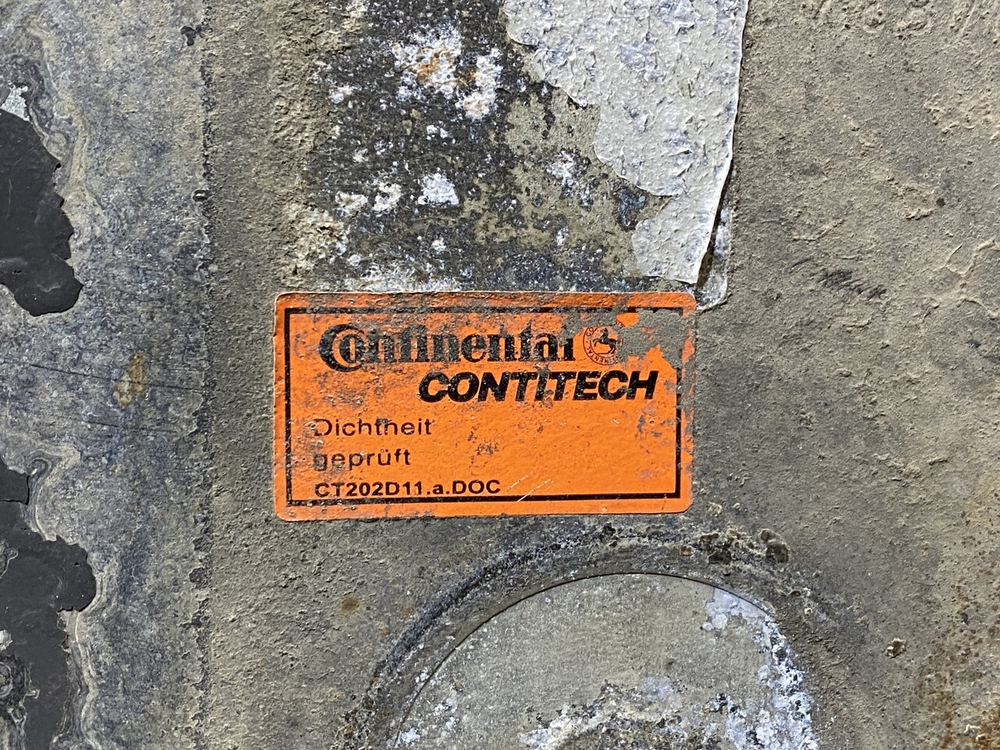 Continental
CONTITECH
Dichtheit
geprüft
CT202D11.a.DOC